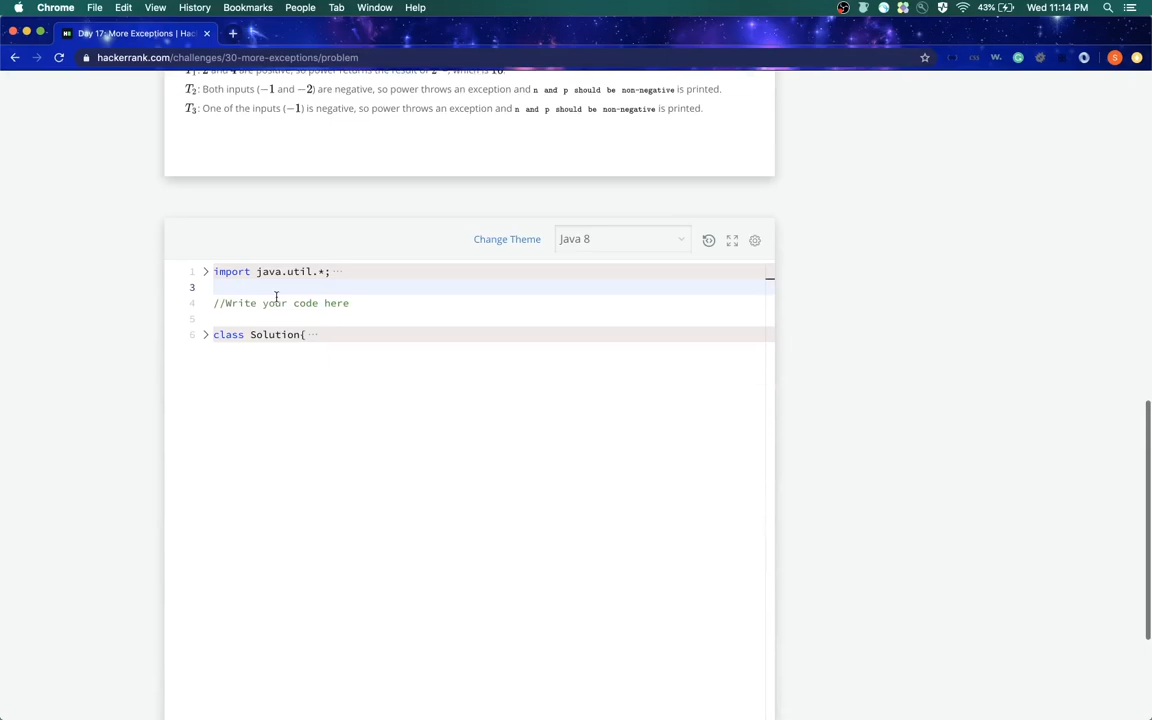 Chrome File Edit View History Bookmarks People Tab Window Help 43% Wed 11:14 PM
Day 17: More Exceptions | Hac
hackerrank.com/challenges/30-more-exceptions/problem
T2: Both inputs (−1 and −2) are negative, so power throws an exception and n and p should be non-negative is printed.
T3: One of the inputs (−1) is negative, so power throws an exception and n and p should be non-negative is printed.
Change Theme Java 8
1 import java.util.*; ···
3
4 //Write your code here
5
6 class Solution{ ···